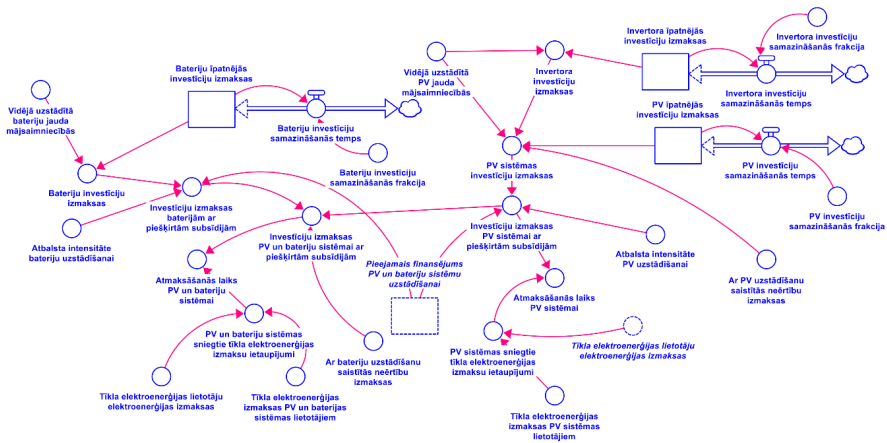 Invertora investīciju
samazināšanās frakcija
Invertora īpatnējās
investīciju izmaksas
Vidējā uzstādītā
PV jauda
mājsaimniecībās
Invertora
investīciju
izmaksas
Invertora investīciju
samazināšanās temps
Bateriju īpatnējās
investīciju izmaksas
Vidējā uzstādītā
bateriju jauda
mājsaimniecībās
Bateriju investīciju
samazināšanās temps
PV īpatnējās
investīciju izmaksas
PV investīciju
samazināšanās temps
Bateriju investīciju
samazināšanās frakcija
PV sistēmas
investīciju izmaksas
Bateriju investīciju
izmaksas
Investīciju izmaksas
baterijām ar
piešķirtām subsīdijām
PV investīciju
samazināšanās frakcija
Atbalsta intensitāte
bateriju uzstādīšanai
Investīciju izmaksas
PV un bateriju sistēmai ar
piešķirtām subsīdijām
Investīciju izmaksas
PV sistēmai ar
piešķirtām subsīdijām
Atbalsta intensitāte
PV uzstādīšanai
Pieejamais finansējums
PV un bateriju sistēmu
uzstādīšanai
Atmaksāšanās laiks
PV un bateriju
sistēmai
Ar PV uzstādīšanu
saistītās neērtību
izmaksas
Atmaksāšanās laiks
PV sistēmai
PV un bateriju sistēmas
sniegtie tīkla elektroenerģijas
izmaksu ietaupījumi
Tīkla elektroenerģijas lietotāju
elektroenerģijas izmaksas
PV sistēmas sniegtie
tīkla elektroenerģijas
izmaksu ietaupījumi
Ar bateriju uzstādīšanu
saistītās neērtību
izmaksas
Tīkla elektroenerģijas lietotāju
elektroenerģijas izmaksas
Tīkla elektroenerģijas
izmaksas PV un baterijas
sistēmas lietotājiem
Tīkla elektroenerģijas
izmaksas PV sistēmas
lietotājiem